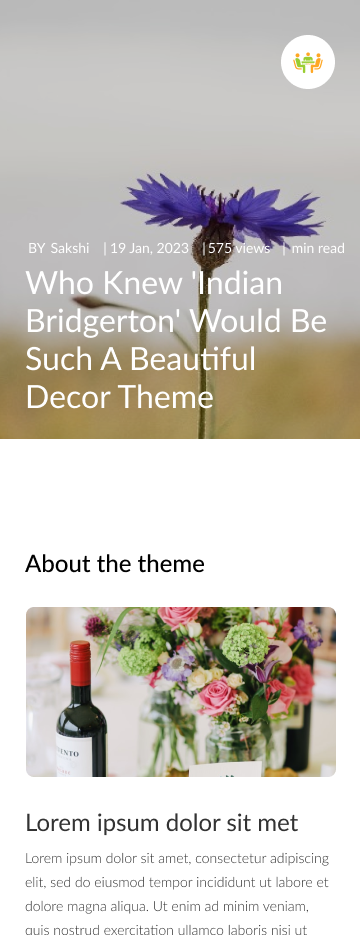 BY Sakshi | 19 Jan, 2023 | 575 views | min read
Who Knew 'Indian
Bridgerton' Would Be
Such A Beautiful
Decor Theme
About the theme
ENTO
Lorem ipsum dolor sit met
Lorem ipsum dolor sit amet, consectetur adipiscing
elit, sed do eiusmod tempor incididunt ut labore et
dolore magna aliqua. Ut enim ad minim veniam,
quis nostrud exercitation ullamco laboris nisi ut